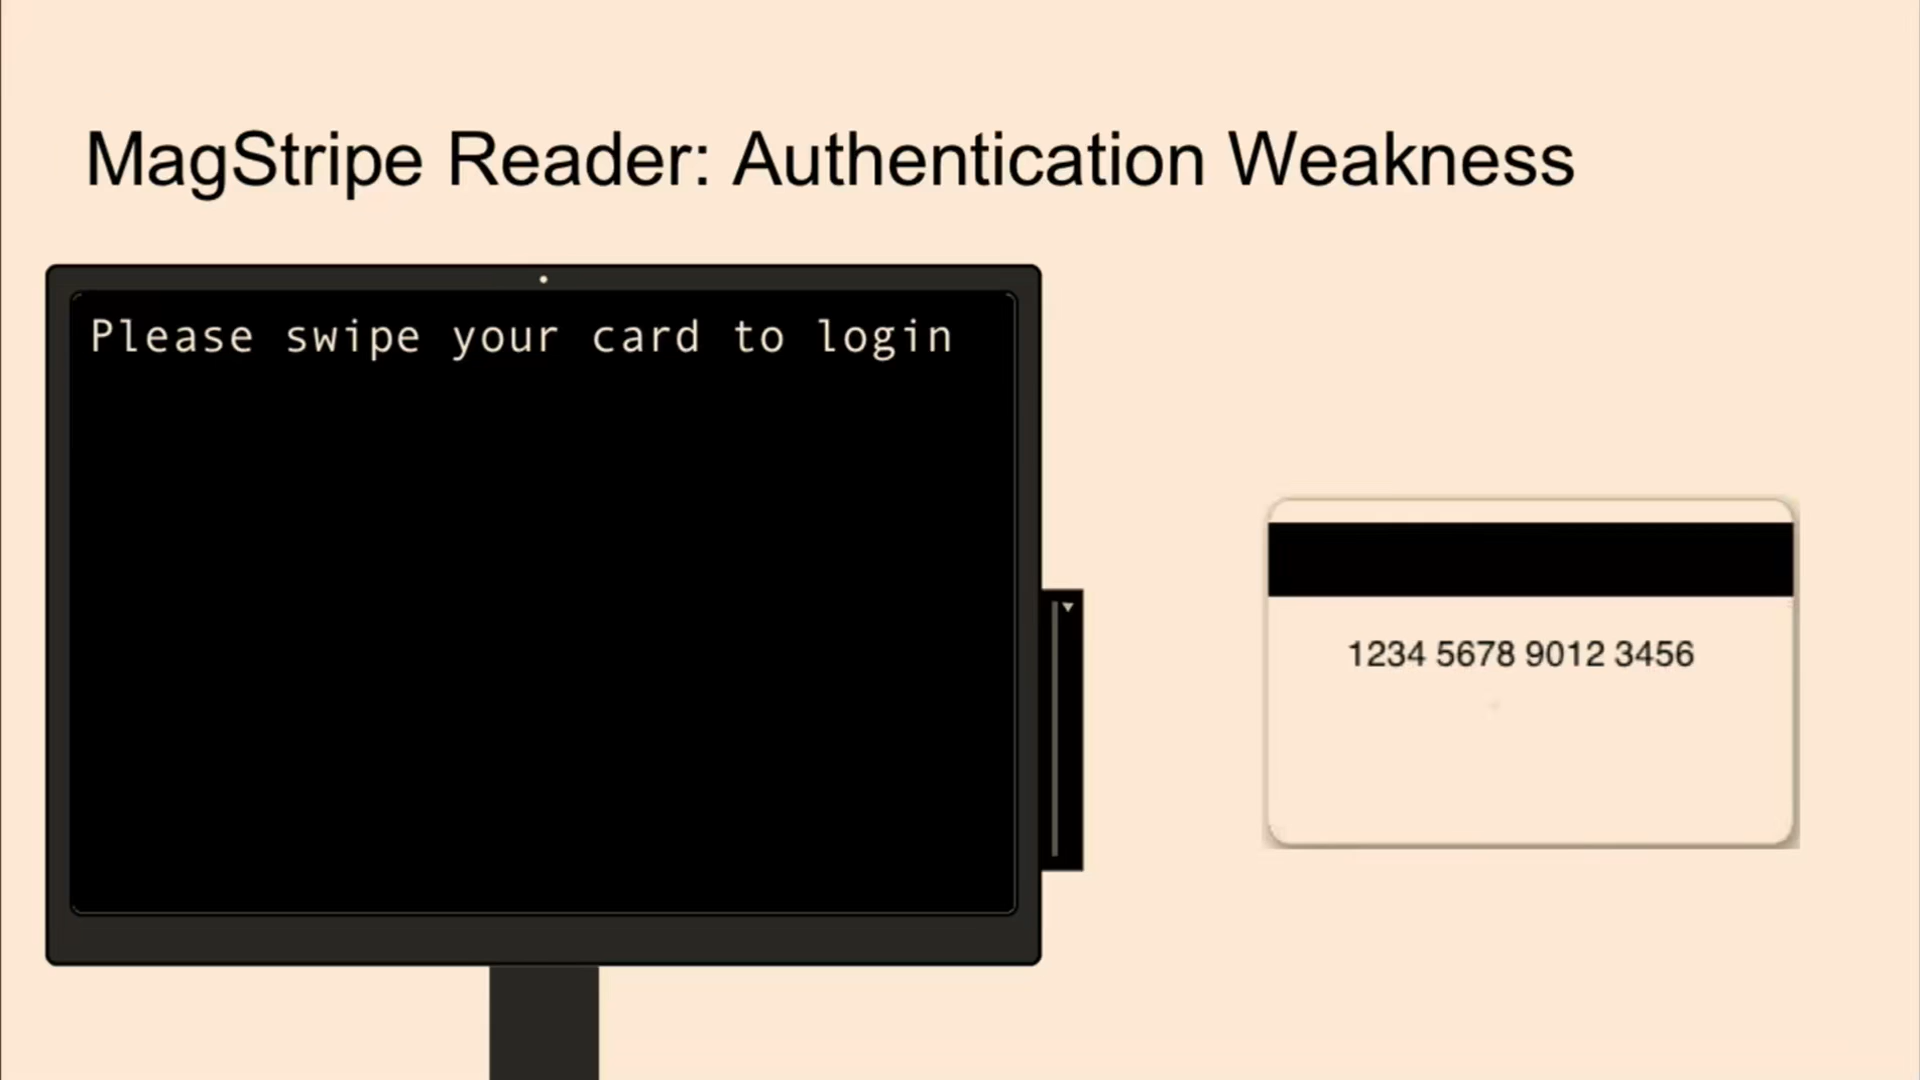 MagStripe Reader: Authentication Weakness
Please swipe your card to login
1234 5678 9012 3456